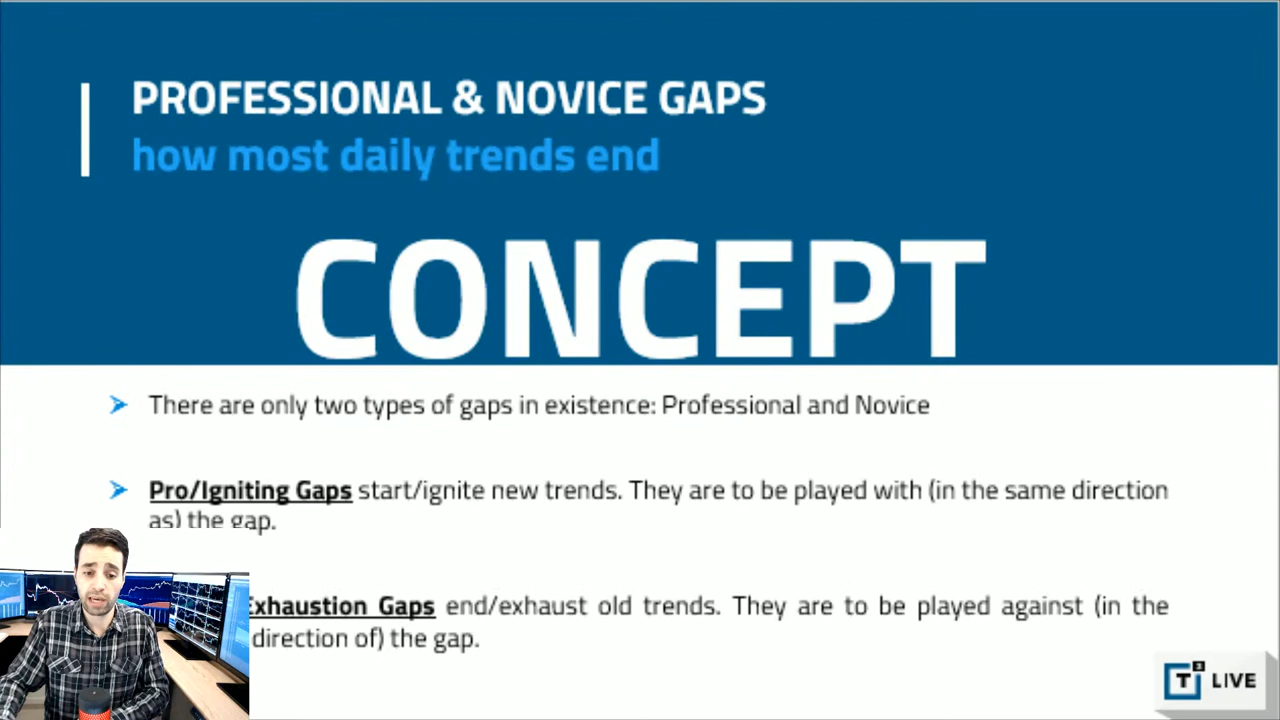 PROFESSIONAL & NOVICE GAPS
how most daily trends end
CONCEPT
There are only two types of gaps in existence: Professional and Novice
Pro/Igniting Gaps start/ignite new trends. They are to be played with (in the same direction
as) the gap.
Exhaustion Gaps end/exhaust old trends. They are to be played against (in the
direction of) the gap.
T3 LIVE